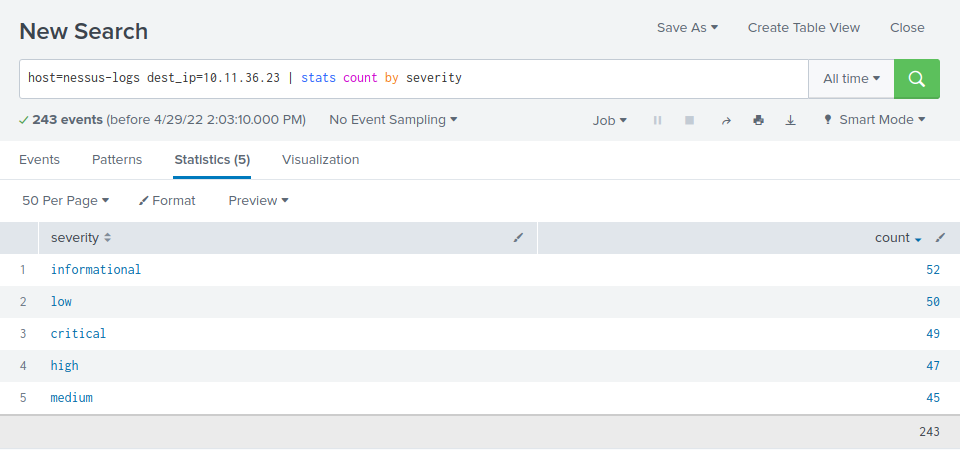 New Search
Save As Create Table View Close
host=nessus-logs dest_ip=10.11.36.23 | stats count by severity
All time
243 events (before 4/29/22 2:03:10.000 PM) No Event Sampling
Job Smart Mode
Events Patterns Statistics (5) Visualization
50 Per Page Format Preview
severity count
1 informational 52
2 low 50
3 critical 49
4 high 47
5 medium 45
243